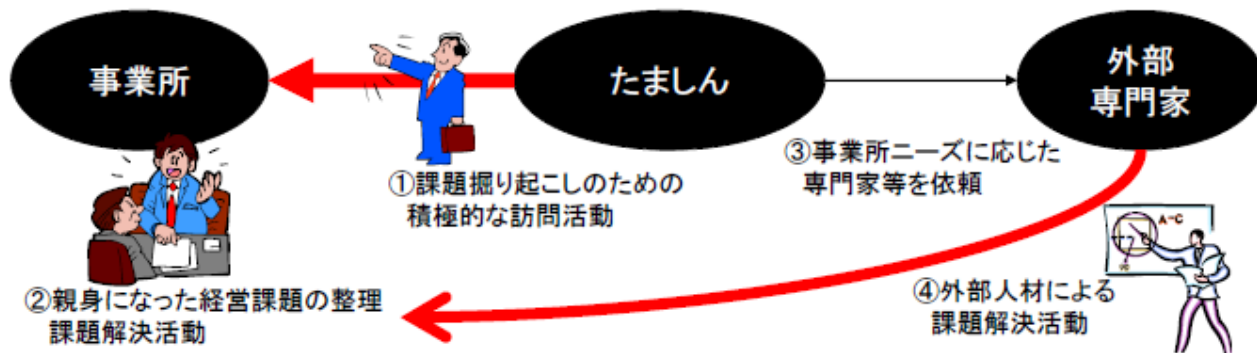 事業所
たましん
外部
専門家
①課題掘り起こしのための
積極的な訪問活動
②親身になった経営課題の整理
課題解決活動
③事業所ニーズに応じた
専門家等を依頼
④外部人材による
課題解決活動
A-C